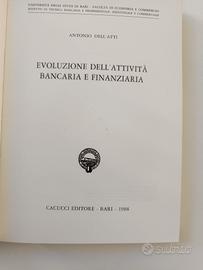 UNIVERSITÀ DEGLI STUDI DI BARI - FACOLTÀ DI ECONOMIA E COMMERCIO
ISTITUTO DI TECNICA BANCARIA E PROFESSIONALE, INDUSTRIALE E COMMERCIALE
ANTONIO DELL'ATTI
EVOLUZIONE DELL'ATTIVITÀ
BANCARIA E FINANZIARIA
CACUCCI EDITORE - BARI - 1988
subito